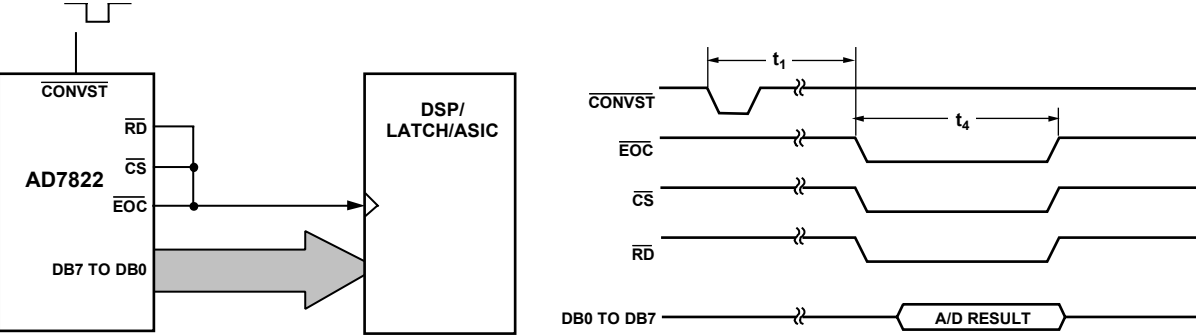 CONVST
RD
CS
EOC
AD7822
DB7 TO DB0
DSP/
LATCH/ASIC
t1
CONVST
t4
EOC
CS
RD
DB0 TO DB7
A/D RESULT